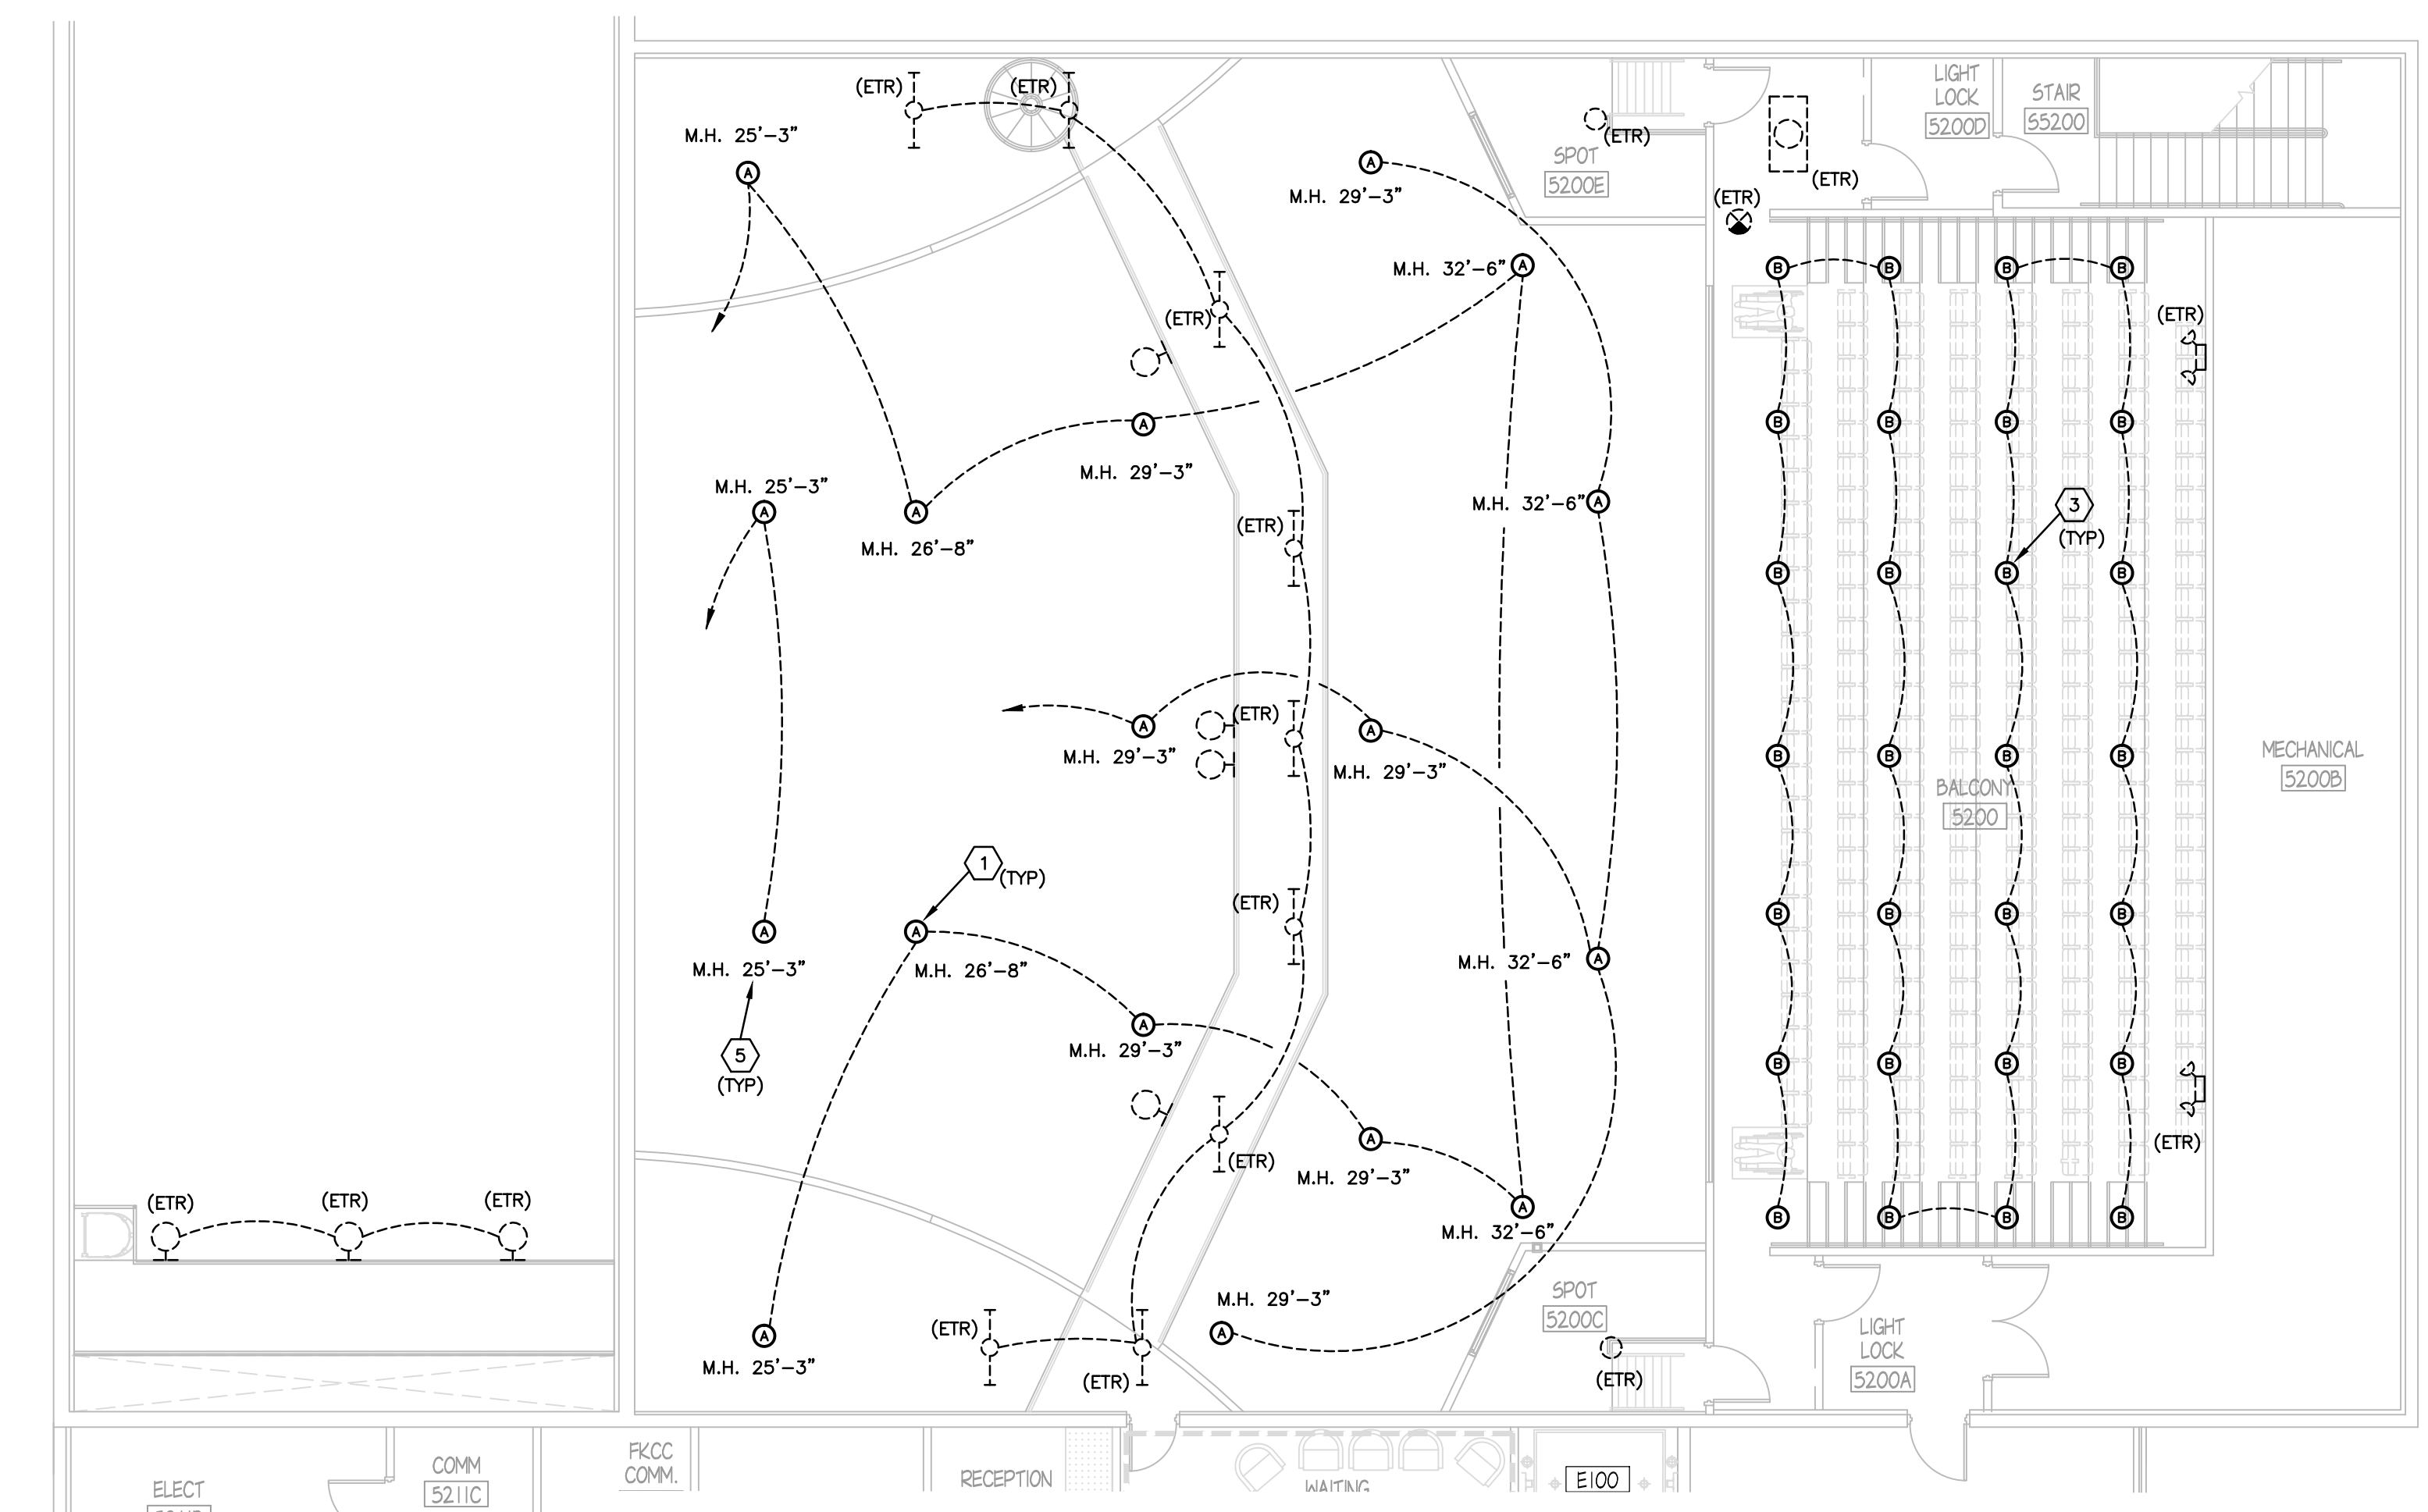 (ETR)
(ETR)
M.H. 25'-3"
A
A
M.H. 29'-3"
SPOT
5200E
(ETR)
LIGHT
LOCK
5200D
STAIR
S5200
(ETR)
(ETR)
M.H. 32'-6" A
(ETR)
B B B B
(ETR)
A
M.H. 29'-3"
B B B B
M.H. 25'-3"
A
A
M.H. 26'-8"
M.H. 32'-6" A
(ETR)
3
(TYP)
B B B B
A
M.H. 29'-3"
(ETR)
A
M.H. 29'-3"
B B B B
BALCONY
5200
MECHANICAL
5200B
1
(TYP)
A
M.H. 25'-3"
A
M.H. 26'-8"
(ETR)
M.H. 32'-6" A
B B B B
5
(TYP)
A
M.H. 29'-3"
B B B B
A
M.H. 29'-3"
(ETR)
(ETR)
(ETR)
(ETR)
(ETR)
A
M.H. 32'-6"
B B B B
A
M.H. 25'-3"
(ETR)
(ETR)
M.H. 29'-3"
A
SPOT
5200C
(ETR)
LIGHT
LOCK
5200A
ELECT
COMM
5211C
FKCC
COMM.
RECEPTION
WAITING
E100